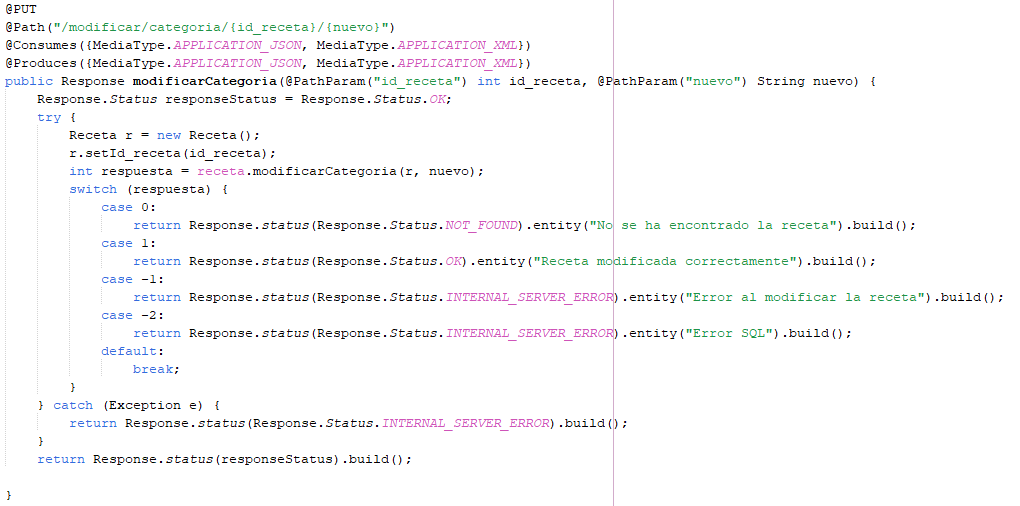 @PUT
@Path("/modificar/categoria/{id_receta}/{nuevo}")
@Consumes({MediaType.APPLICATION_JSON, MediaType.APPLICATION_XML})
@Produces({MediaType.APPLICATION_JSON, MediaType.APPLICATION_XML})
public Response modificarCategoria(@PathParam("id_receta") int id_receta, @PathParam("nuevo") String nuevo) {
    Response.Status responseStatus = Response.Status.OK;
    try {
        Receta r = new Receta();
        r.setId_receta(id_receta);
        int respuesta = receta.modificarCategoria(r, nuevo);
        switch (respuesta) {
            case 0:
                return Response.status(Response.Status.NOT_FOUND).entity("No se ha encontrado la receta").build();
            case 1:
                return Response.status(Response.Status.OK).entity("Receta modificada correctamente").build();
            case -1:
                return Response.status(Response.Status.INTERNAL_SERVER_ERROR).entity("Error al modificar la receta").build();
            case -2:
                return Response.status(Response.Status.INTERNAL_SERVER_ERROR).entity("Error SQL").build();
            default:
                break;
        }
    } catch (Exception e) {
        return Response.status(Response.Status.INTERNAL_SERVER_ERROR).build();
    }
    return Response.status(responseStatus).build();

}